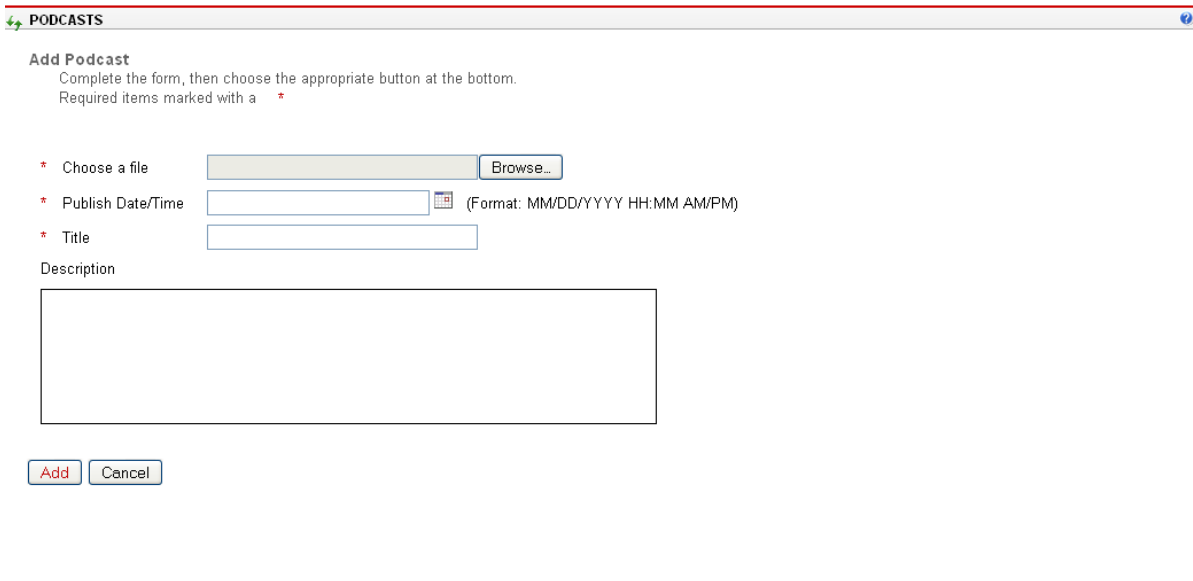 PODCASTS
Add Podcast
Complete the form, then choose the appropriate button at the bottom.
Required items marked with a *
* Choose a file Browse...
* Publish Date/Time (Format: MM/DD/YYYY HH:MM AM/PM)
* Title
Description
Add Cancel